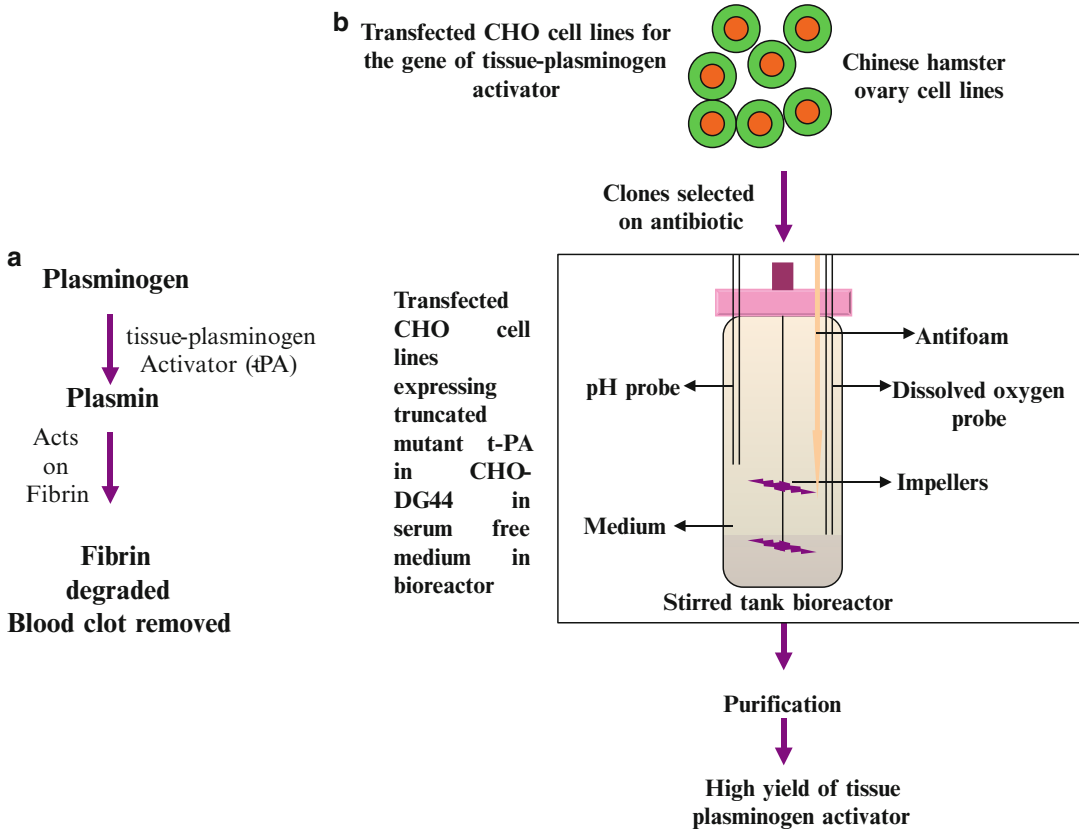 a
Plasminogen
tissue-plasminogen
Activator (tPA)
Plasmin
Acts
on
Fibrin
Fibrin
degraded
Blood clot removed
b
Transfected CHO cell lines for
the gene of tissue-plasminogen
activator
Chinese hamster
ovary cell lines
Clones selected
on antibiotic
Transfected
CHO cell
lines
expressing
truncated
mutant t-PA
in CHO-
DG44 in
serum free
medium in
bioreactor
pH probe
Medium
Antifoam
Dissolved oxygen
probe
Impellers
Stirred tank bioreactor
Purification
High yield of tissue
plasminogen activator